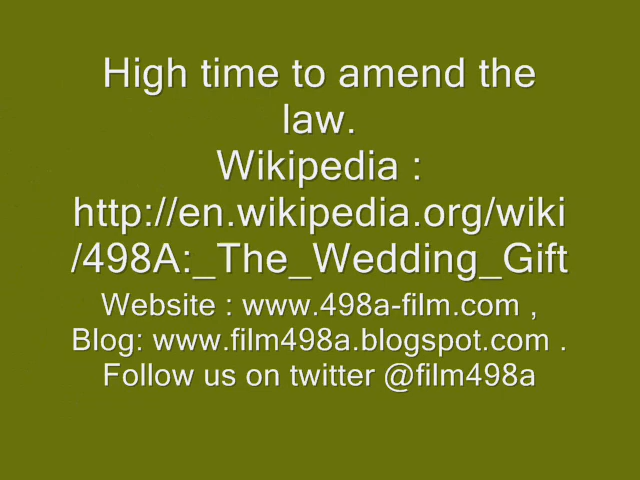 High time to amend the
law.
Wikipedia :
http://en.wikipedia.org/wiki
/498A:_The_Wedding_Gift
Website : www.498a-film.com ,
Blog: www.film498a.blogspot.com .
Follow us on twitter @film498a